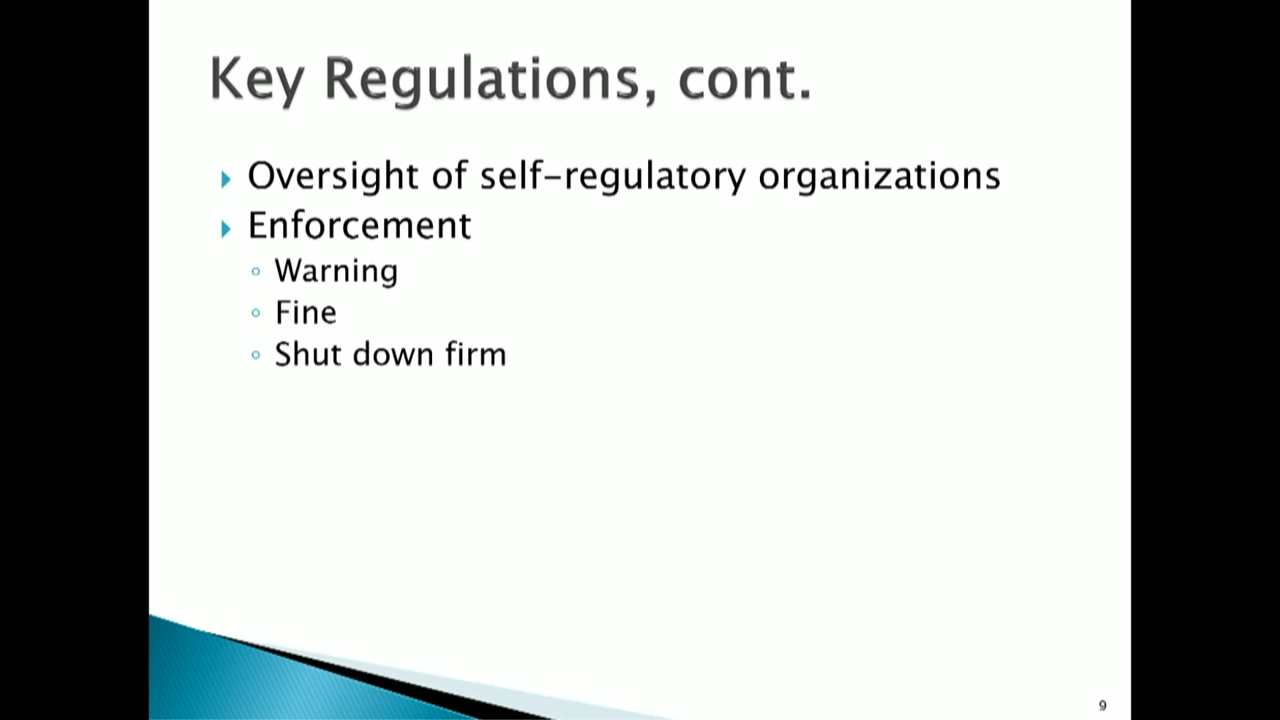 Key Regulations, cont.
Oversight of self-regulatory organizations
Enforcement
Warning
Fine
Shut down firm
9